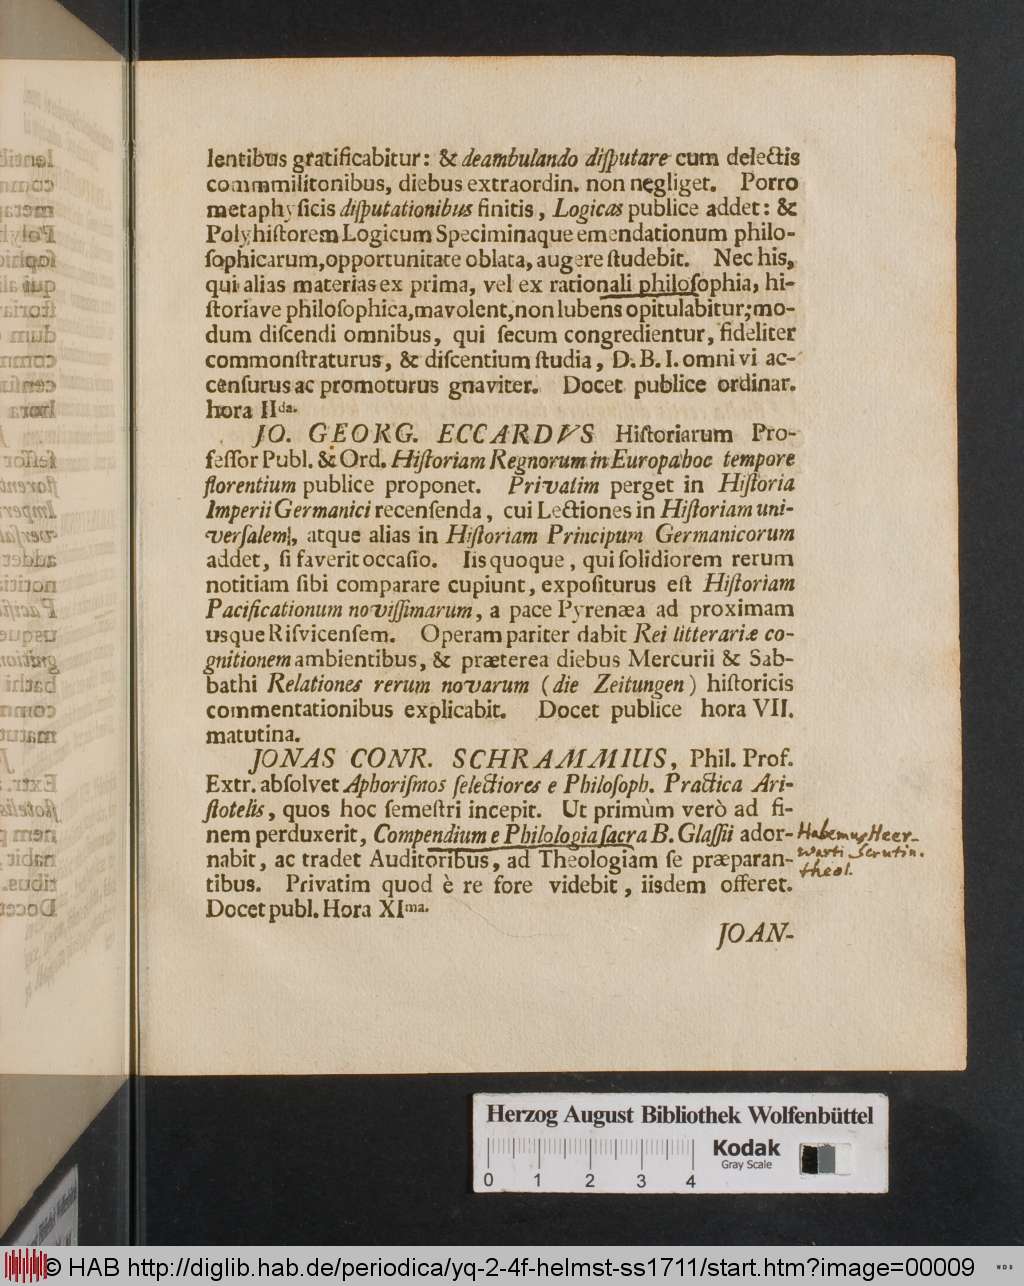 lentibus gratificabitur: & deambulando diſputare cum delectis
commmilitonibus, diebus extraordin. non negliget. Porro
metaphyſicis diſputationibus finitis, Logicas publice addet: &
Polyhiſtorem Logicum Speciminaque emendationum philo-
ſophicarum, opportunitate oblata, augere ſtudebit. Nec his,
qui alias materias ex prima, vel ex rationali philoſophia, hi-
ſtoriave philoſophica, mavolent, non lubens opitulabitur; mo-
dum diſcendi omnibus, qui ſecum congredientur, fideliter
commonſtraturus, & diſcentium ſtudia, D. B. I. omni vi ac-
cenſurus ac promoturus gnaviter. Docet publice ordinar.
hora IIda.
JO. GEORG. ECCARDVS Hiſtoriarum Pro-
feſſor Publ. & Ord. Hiſtoriam Regnorum in Europa hoc tempore
florentium publice proponet. Privatim perget in Hiſtoria
Imperii Germanici recenſenda, cui Lectiones in Hiſtoriam uni-
verſalem, atque alias in Hiſtoriam Principum Germanicorum
addet, ſi faverit occaſio. Iis quoque, qui ſolidiorem rerum
notitiam ſibi comparare cupiunt, expoſiturus eſt Hiſtoriam
Pacificationum noviſſimarum, a pace Pyrenæa ad proximam
usque Riſvicenſem. Operam pariter dabit Rei litterariæ co-
gnitionem ambientibus, & præterea diebus Mercurii & Sab-
bathi Relationes rerum novarum (die Zeitungen) hiſtoricis
commentationibus explicabit. Docet publice hora VII.
matutina.
JONAS CONR. SCHRAMMIUS, Phil. Prof.
Extr. abſolvet Aphoriſmos ſelectiores e Philoſoph. Practica Ari-
ſtotelis, quos hoc ſemeſtri incepit. Ut primùm verò ad fi-
nem perduxerit, Compendium e Philologia ſacra B. Glaſſii ador-
nabit, ac tradet Auditoribus, ad Theologiam ſe præparan-
tibus. Privatim quod è re fore videbit, iisdem offeret.
Docet publ. Hora XIma.
JOAN-
Habemus Heer-
warti Scrutin.
theol.
Herzog August Bibliothek Wolfenbüttel
Kodak
Gray Scale
0 1 2 3 4
© HAB http://diglib.hab.de/periodica/yq-2-4f-helmst-ss1711/start.htm?image=00009